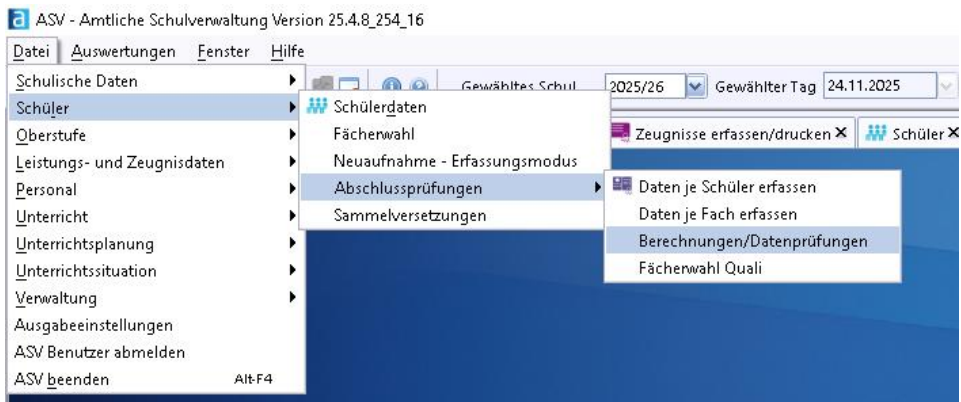 ASV - Amtliche Schulverwaltung Version 25.4.8_254_16
Datei Auswertungen Fenster Hilfe
Gewähltes Schul 2025/26 Gewählter Tag 24.11.2025
Zeugnisse erfassen/drucken Schüler
Schulische Daten
Schüler
Oberstufe
Leistungs- und Zeugnisdaten
Personal
Unterricht
Unterrichtsplanung
Unterrichtssituation
Verwaltung
Ausgabeeinstellungen
ASV Benutzer abmelden
ASV beenden Alt-F4
Schülerdaten
Fächerwahl
Neuaufnahme - Erfassungsmodus
Abschlussprüfungen
Sammelversetzungen
Daten je Schüler erfassen
Daten je Fach erfassen
Berechnungen/Datenprüfungen
Fächerwahl Quali